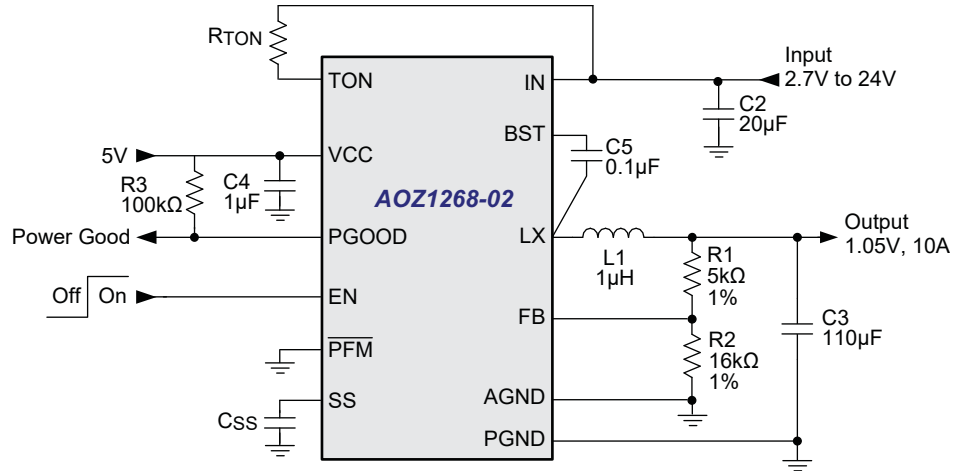 RTON
TON
IN
Input
2.7V to 24V
C2
20µF
BST
C5
0.1µF
5V
VCC
R3
100kΩ
C4
1µF
AOZ1268-02
Power Good
PGOOD
LX
L1
1µH
Output
1.05V, 10A
R1
5kΩ
1%
Off
On
EN
FB
C3
110µF
R2
16kΩ
1%
PFM
SS
CSS
AGND
PGND